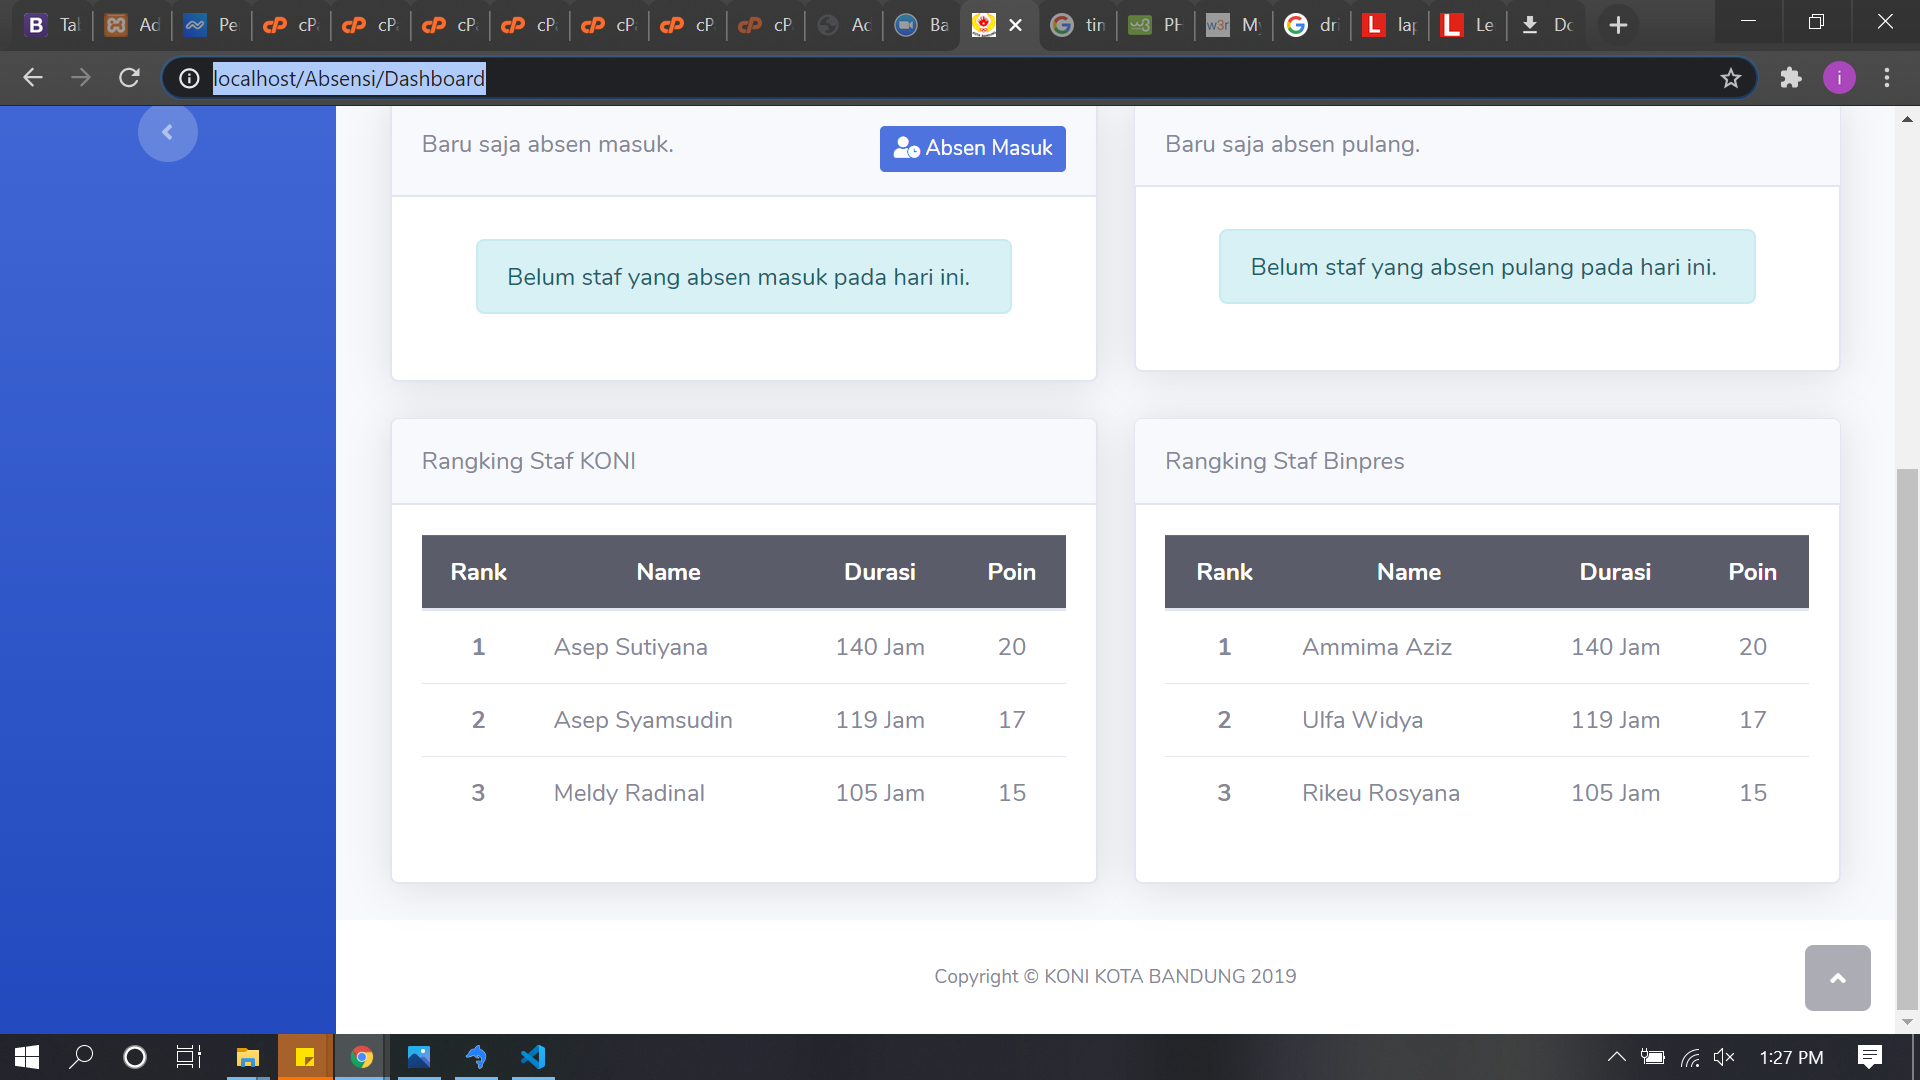 Tal Ad Pe cP cP cPa cP cP cP cP Ac Ba tin PH My dri lap Le Dc
localhost/Absensi/Dashboard
Baru saja absen masuk. Absen Masuk
Belum staf yang absen masuk pada hari ini.
Baru saja absen pulang.
Belum staf yang absen pulang pada hari ini.
Rangking Staf KONI
Rank Name Durasi Poin
1 Asep Sutiyana 140 Jam 20
2 Asep Syamsudin 119 Jam 17
3 Meldy Radinal 105 Jam 15
Rangking Staf Binpres
Rank Name Durasi Poin
1 Ammima Aziz 140 Jam 20
2 Ulfa Widya 119 Jam 17
3 Rikeu Rosyana 105 Jam 15
Copyright © KONI KOTA BANDUNG 2019
1:27 PM